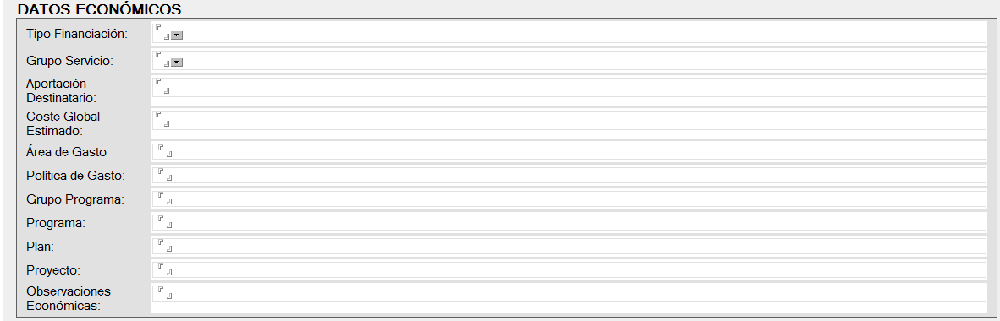 DATOS ECONÓMICOS
Tipo Financiación:
Grupo Servicio:
Aportación
Destinatario:
Coste Global
Estimado:
Área de Gasto
Política de Gasto:
Grupo Programa:
Programa:
Plan:
Proyecto:
Observaciones
Económicas: